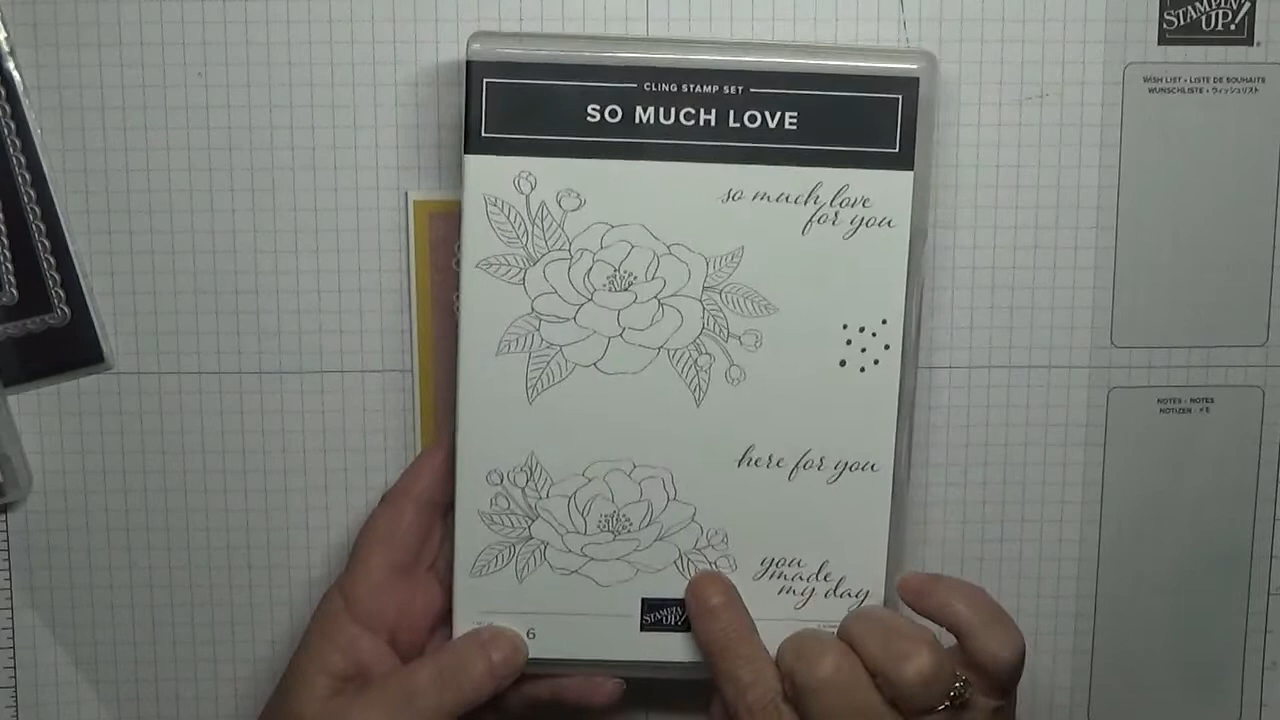 CLING STAMP SET
SO MUCH LOVE
so much love
for you
here for you
you
made
my day
STAMPIN'
UP!
6
STAMPIN'
UP!
WISH LIST • LISTE DE SOUHAITS
WUNSCHLISTE • ウィッシュリスト
NOTES • NOTES
NOTIZEN • メモ